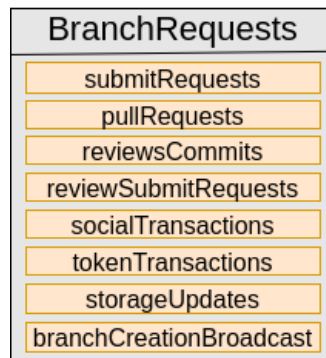 BranchRequests
submitRequests
pullRequests
reviewsCommits
reviewSubmitRequests
socialTransactions
tokenTransactions
storageUpdates
branchCreationBroadcast